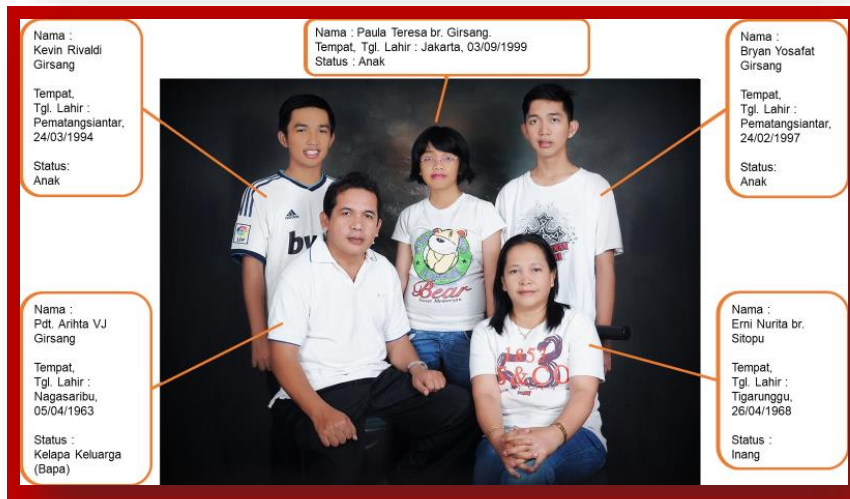 Nama :
Kevin Rivaldi
Girsang
Tempat,
Tgl. Lahir :
Pematangsiantar,
24/03/1994
Status:
Anak
Nama : Paula Teresa br. Girsang.
Tempat, Tgl. Lahir : Jakarta, 03/09/1999
Status : Anak
Nama :
Bryan Yosafat
Girsang
Tempat,
Tgl. Lahir :
Pematangsiantar,
24/02/1997
Status:
Anak
adidas
Bear
1853
Nama :
Pdt. Arihta VJ
Girsang
Tempat,
Tgl. Lahir :
Nagasaribu,
05/04/1963
Status :
Kelapa Keluarga
(Bapa)
Nama :
Erni Nurita br.
Sitopu
Tempat,
Tgl. Lahir :
Tigarunggu,
26/04/1968
Status :
Inang